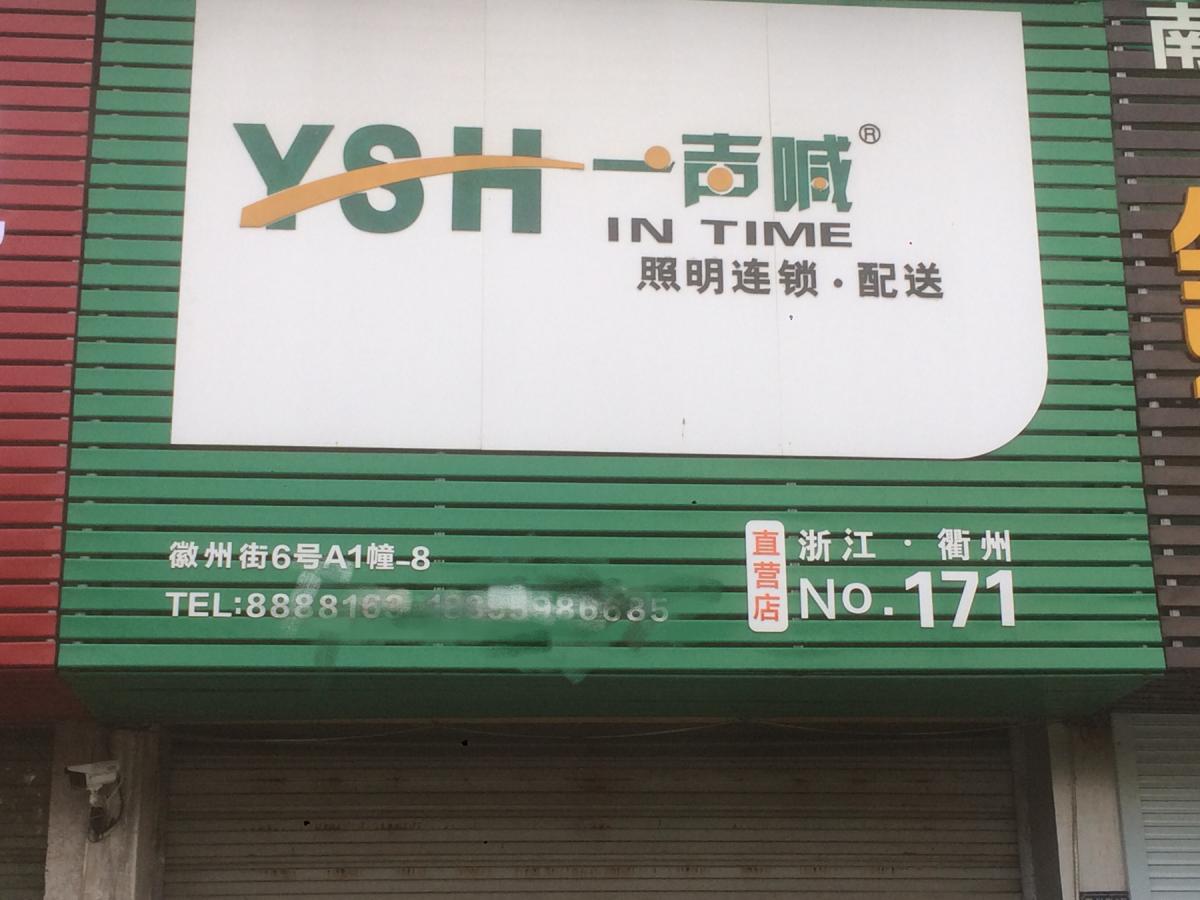 YSH 一声喊®
IN TIME
照明连锁·配送
徽州街6号A1幢-8
TEL:8888163
直营店
浙江·衢州
No.171
南